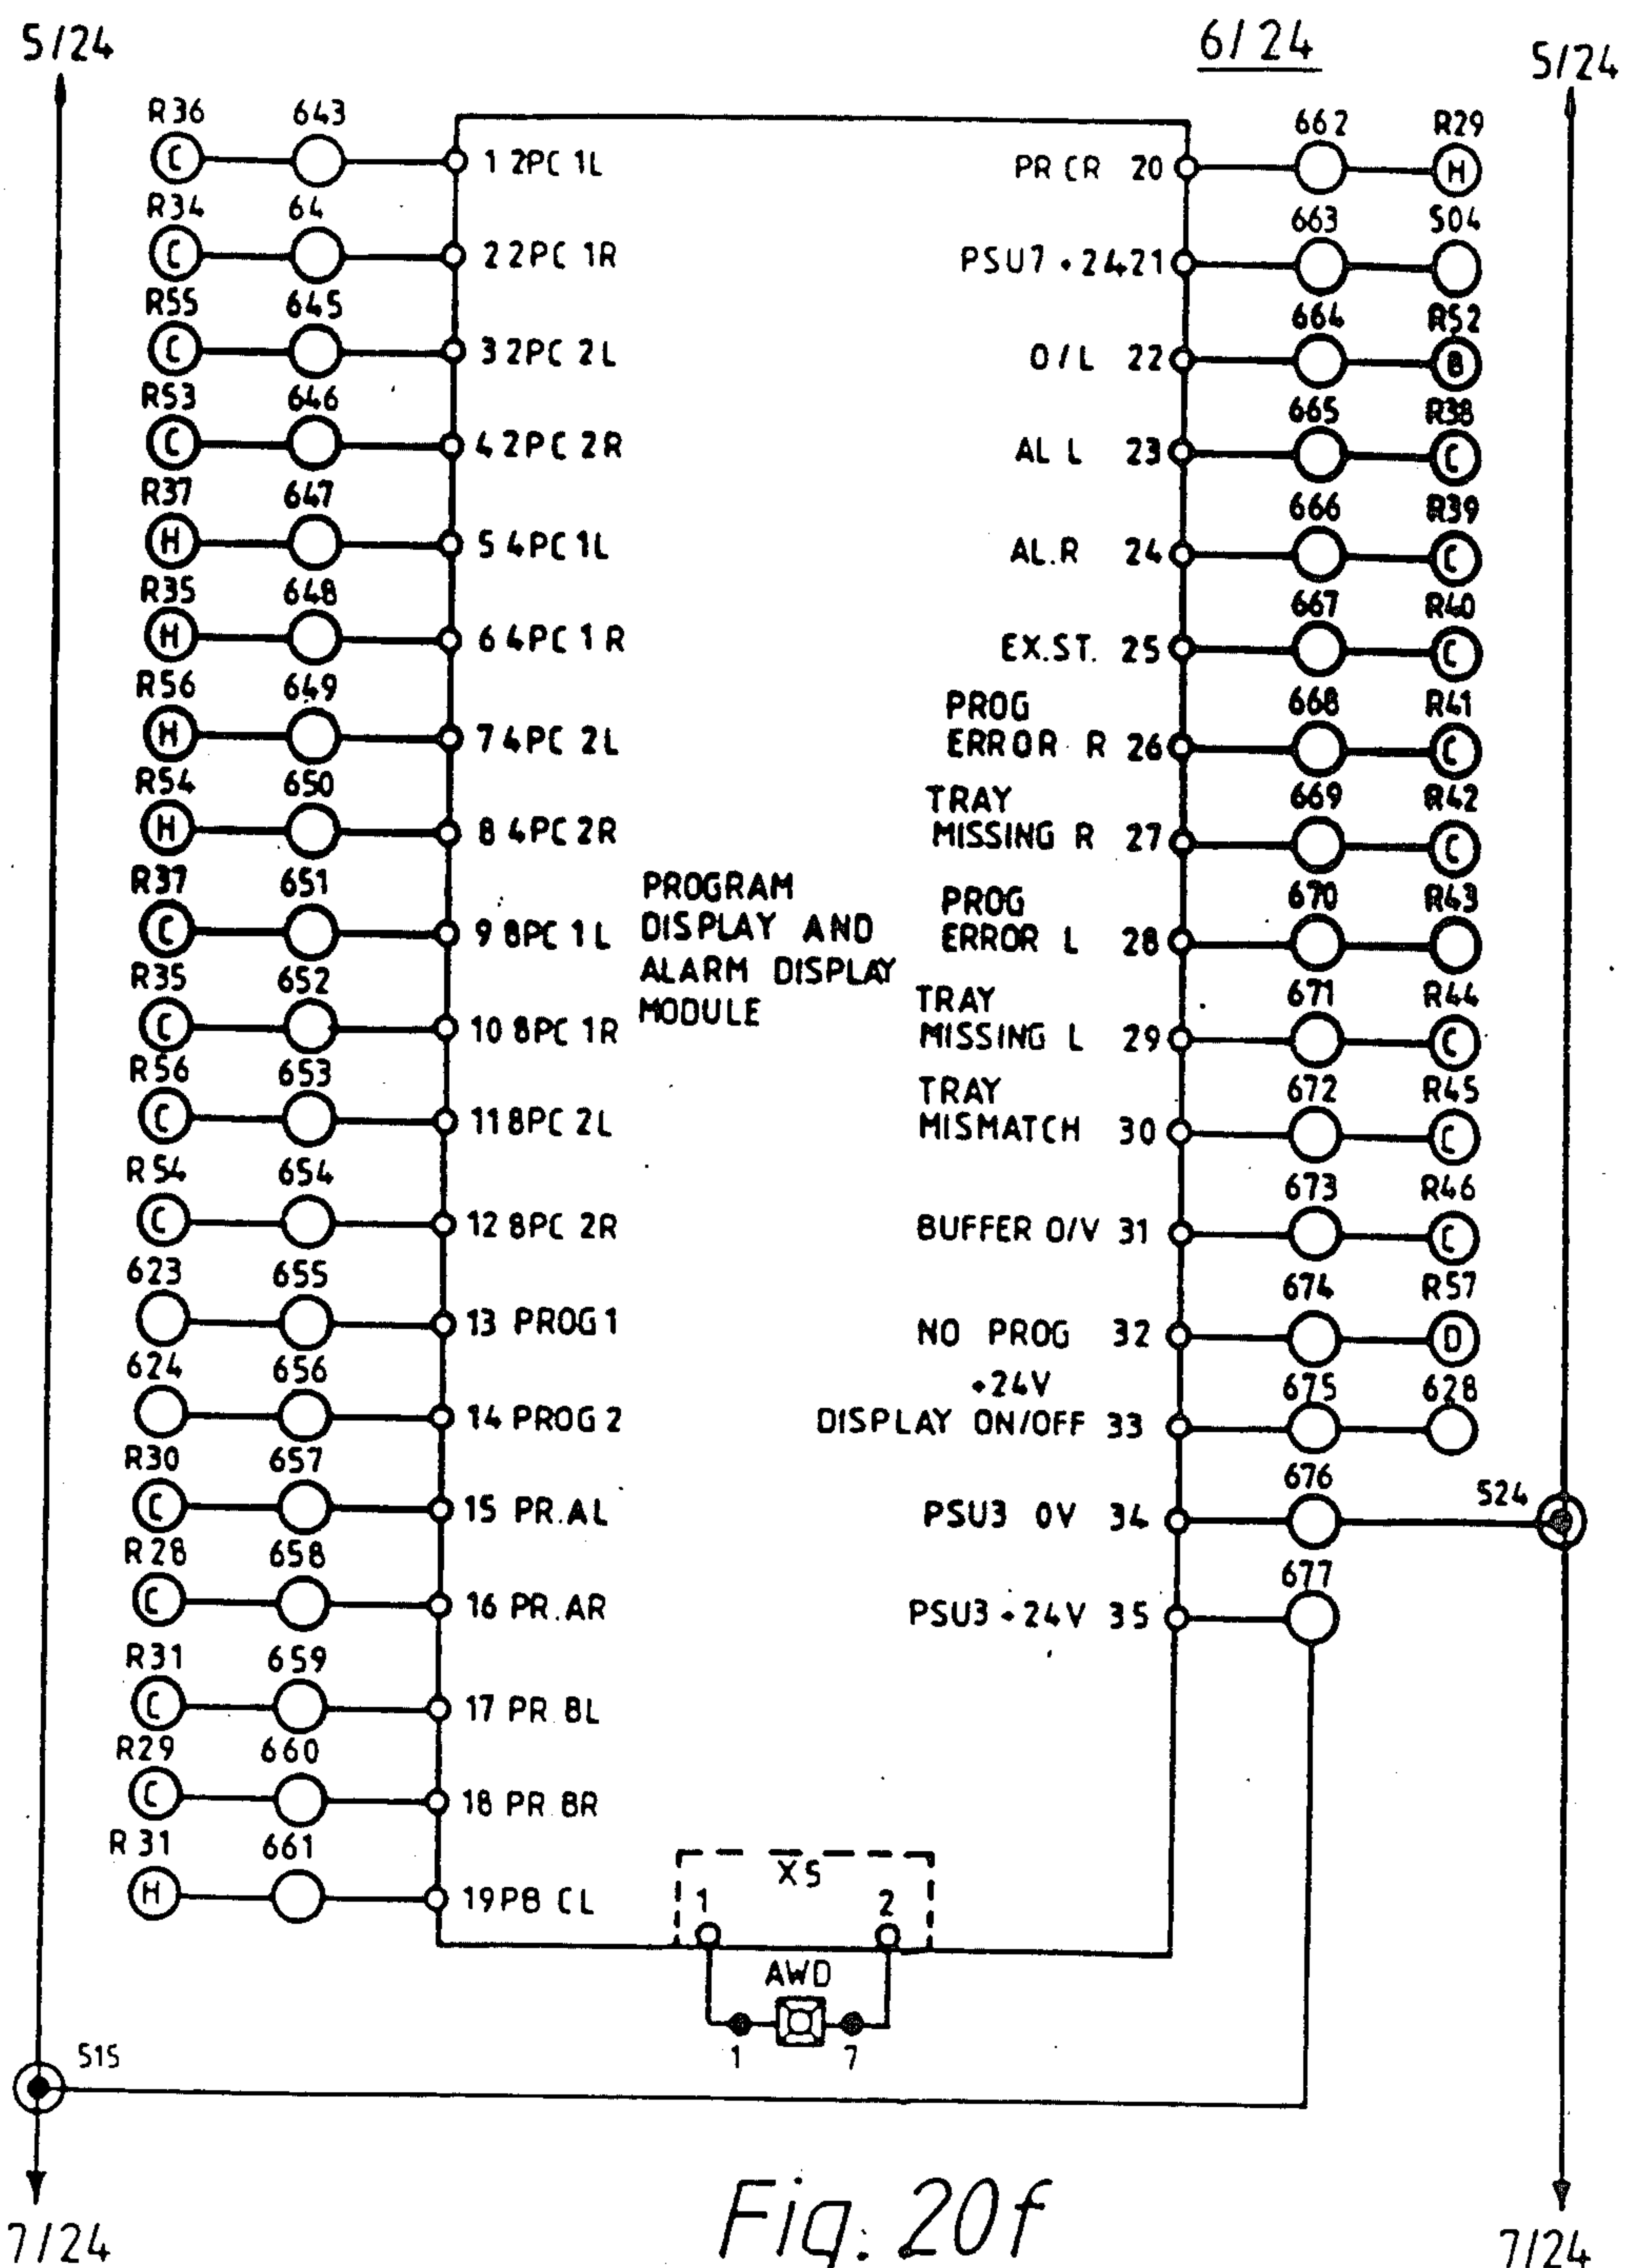 5/24
6/24
5/24
R36 643
C 1 2PC 1L
R34 64
C 2 2PC 1R
R55 645
C 3 2PC 2L
R53 646
C 4 2PC 2R
R37 647
H 5 4PC 1L
R35 648
H 6 4PC 1R
R56 649
H 7 4PC 2L
R54 650
H 8 4PC 2R
R37 651
C 9 8PC 1L
R35 652
C 10 8PC 1R
R56 653
C 11 8PC 2L
R54 654
C 12 8PC 2R
623 655
13 PROG 1
624 656
14 PROG 2
R30 657
C 15 PR.AL
R28 658
C 16 PR.AR
R31 659
C 17 PR BL
R29 660
C 18 PR BR
R31 661
H 19 PB CL
PROGRAM
DISPLAY AND
ALARM DISPLAY
MODULE
662 R29
PR CR 20 H
663 S04
PSU7 +24 21
664 R52
O/L 22 B
665 R38
AL L 23 C
666 R39
AL.R 24 C
667 R40
EX.ST. 25 C
PROG 668 R41
ERROR R 26 C
TRAY 669 R42
MISSING R 27 C
PROG 670 R43
ERROR L 28
TRAY 671 R44
MISSING L 29 C
TRAY 672 R45
MISMATCH 30 C
673 R46
BUFFER O/V 31 C
674 R57
NO PROG 32 D
+24V 675 628
DISPLAY ON/OFF 33
676 S24
PSU3 0V 34
677
PSU3 +24V 35
X5
1 2
AWD
1 7
S15
7/24
Fig. 20f
7/24